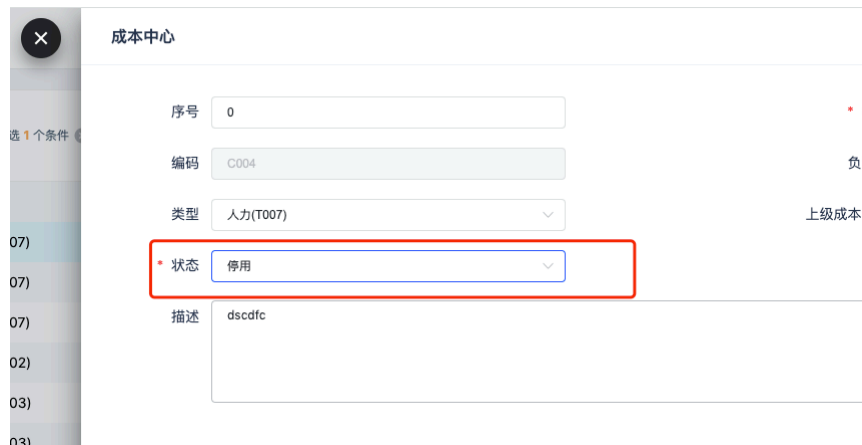 成本中心
序号 0 *
选 1 个条件
编码 C004 负
类型 人力(T007) 上级成本
07)
* 状态 停用
07)
描述 dscdfc
07)
02)
03)
03)